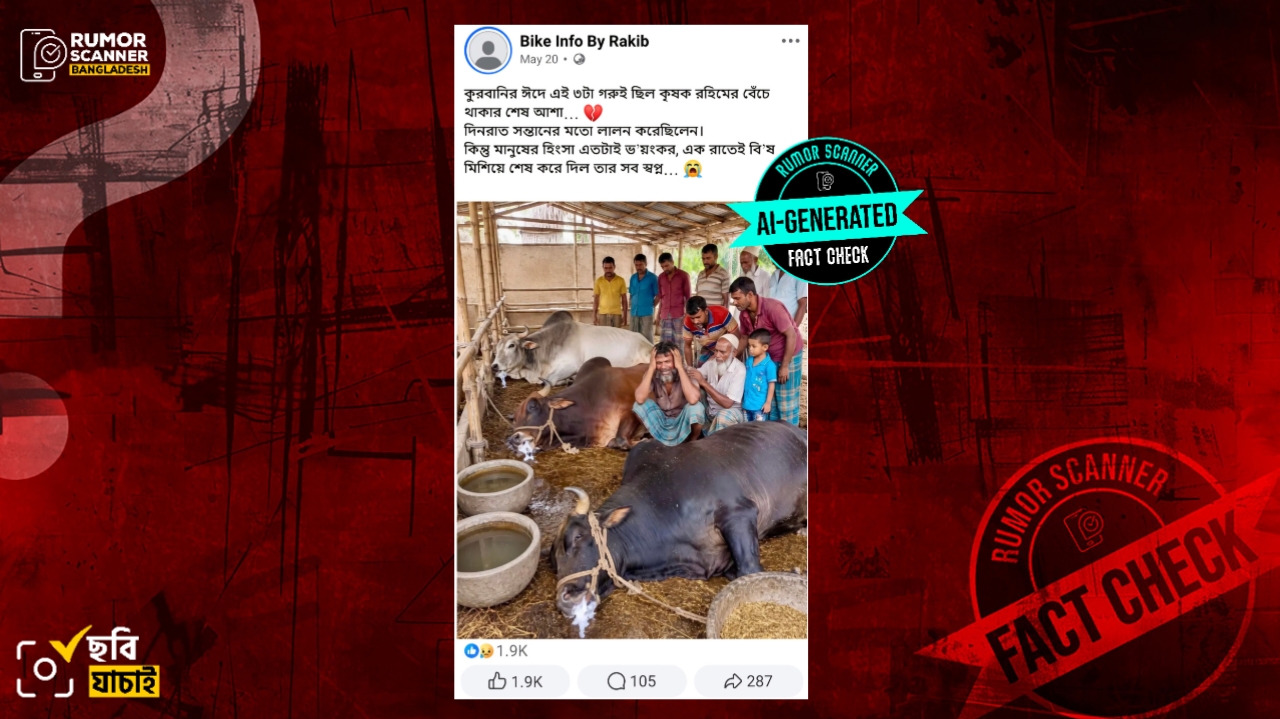 RUMOR
SCANNER
BANGLADESH
Bike Info By Rakib
May 20
কুরবানির ঈদে এই ৩টা গরুই ছিল কৃষক রহিমের বেঁচে
থাকার শেষ আশা... 💔
দিনরাত সন্তানের মতো লালন করেছিলেন।
কিন্তু মানুষের হিংসা এতটাই ভ'য়ংকর, এক রাতেই বি'ষ
মিশিয়ে শেষ করে দিল তার সব স্বপ্ন... 😭
RUMOR SCANNER
AI-GENERATED
FACT CHECK
1.9K
1.9K
105
287
RUMOR SCANNER
FACT CHECK
ছবি
যাচাই